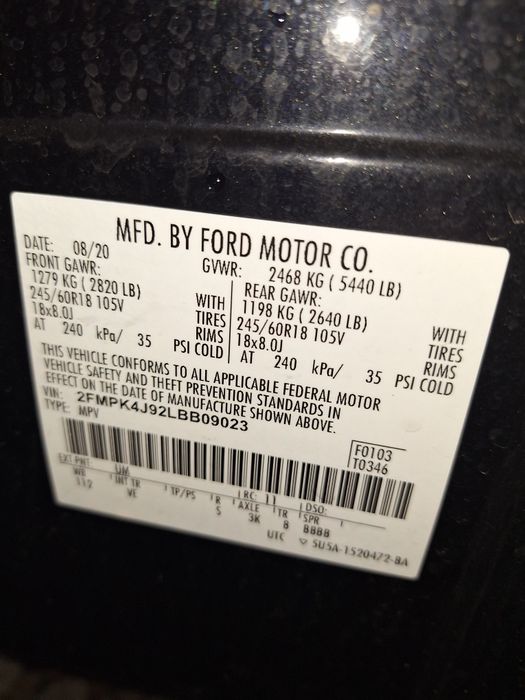 MFD. BY FORD MOTOR CO.
DATE: 08/20 GVWR: 2468 KG ( 5440 LB)
FRONT GAWR: REAR GAWR:
1279 KG ( 2820 LB) WITH 1198 KG ( 2640 LB) WITH
245/60R18 105V TIRES 245/60R18 105V TIRES
18x8.0J RIMS 18x8.0J RIMS
AT 240 kPa/ 35 PSI COLD AT 240 kPa/ 35 PSI COLD
THIS VEHICLE CONFORMS TO ALL APPLICABLE FEDERAL MOTOR
VEHICLE SAFETY AND THEFT PREVENTION STANDARDS IN
EFFECT ON THE DATE OF MANUFACTURE SHOWN ABOVE.
VIN: 2FMPK4J92LBB09023
TYPE: MPV
F0103
T0346
EXT PNT: UM RC: 11 DSO:
WB INT TR TP/PS R AXLE TR SPR
112 VE S 3K 8 BBBB
UTC ▽ 5U5A-1520472-BA